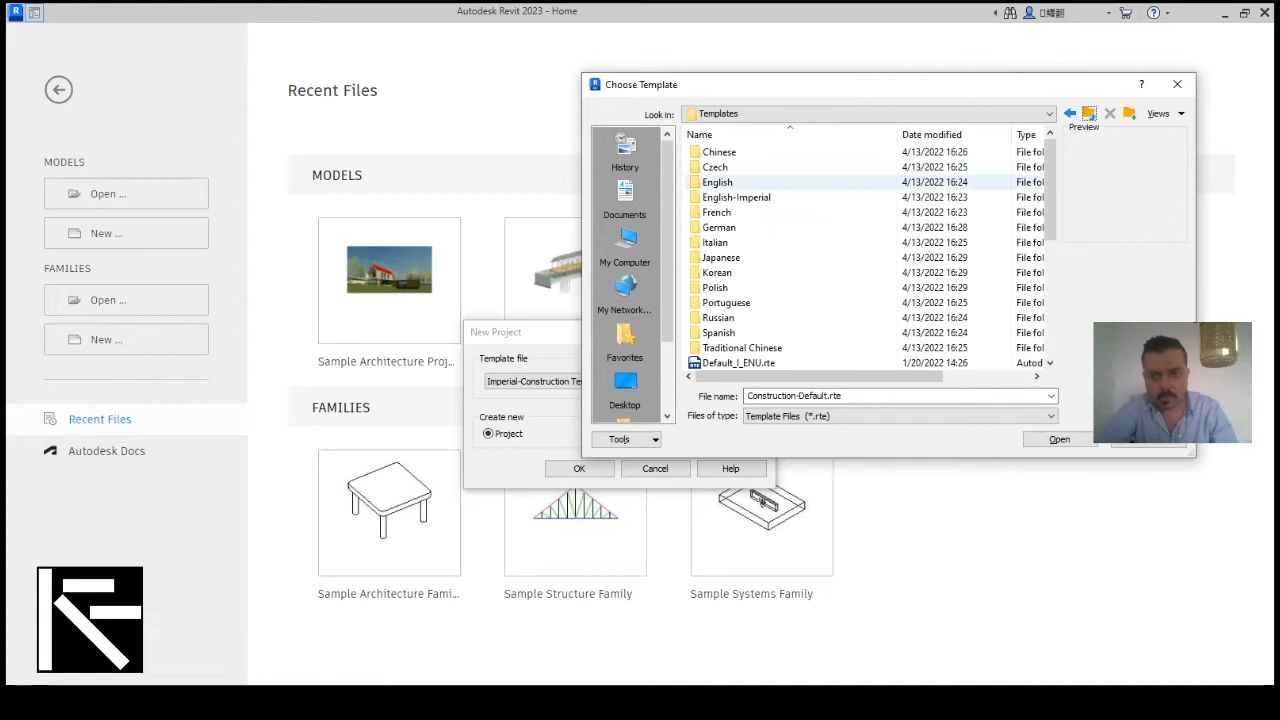 Autodesk Revit 2023 - Home
Recent Files
MODELS
Open ...
New ...
FAMILIES
Open ...
New ...
Recent Files
Autodesk Docs
MODELS
Sample Architecture Proj...
FAMILIES
Sample Architecture Fami...
Sample Structure Family
Sample Systems Family
New Project
Template file
Imperial-Construction Te
Create new
Project
OK
Cancel
Help
Choose Template
Look in:
Templates
Views
Preview
History
Documents
My Computer
My Network...
Favorites
Desktop
Tools
Name Date modified Type
Chinese 4/13/2022 16:26 File fol
Czech 4/13/2022 16:25 File fol
English 4/13/2022 16:24 File fol
English-Imperial 4/13/2022 16:23 File fol
French 4/13/2022 16:23 File fol
German 4/13/2022 16:28 File fol
Italian 4/13/2022 16:25 File fol
Japanese 4/13/2022 16:29 File fol
Korean 4/13/2022 16:29 File fol
Polish 4/13/2022 16:29 File fol
Portuguese 4/13/2022 16:25 File fol
Russian 4/13/2022 16:24 File fol
Spanish 4/13/2022 16:24 File fol
Traditional Chinese 4/13/2022 16:25 File fol
Default_I_ENU.rte 1/20/2022 14:26 Autod
File name: Construction-Default.rte
Files of type: Template Files (*.rte)
Open